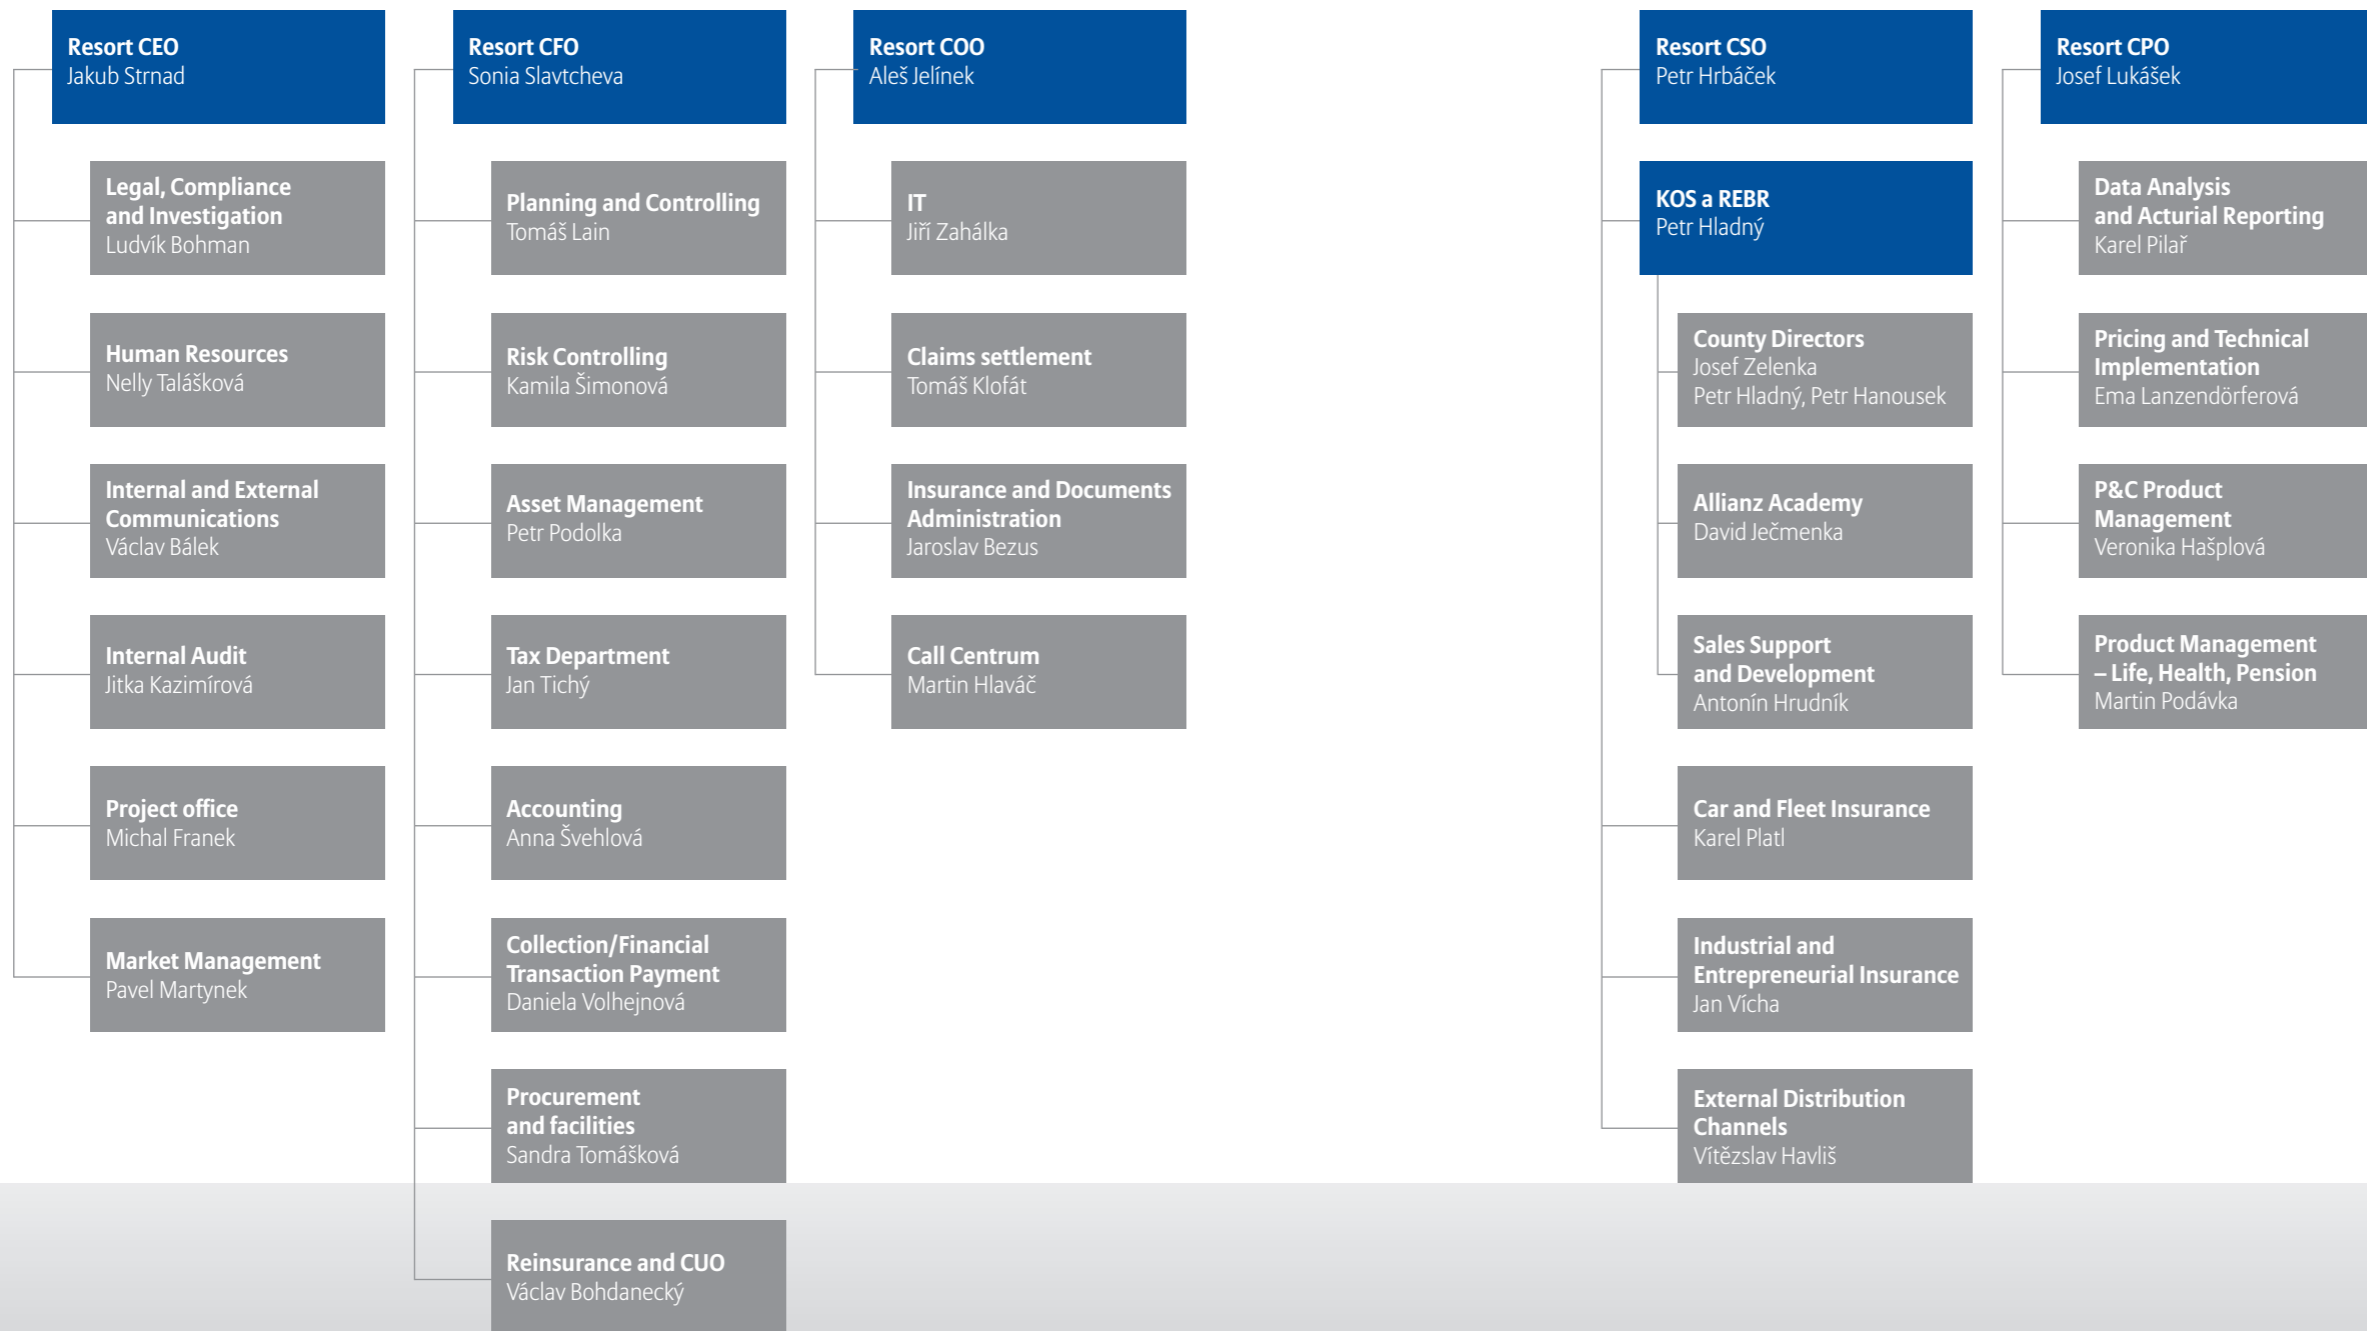 Resort CEO
Jakub Strnad
Legal, Compliance
and Investigation
Ludvík Bohman
Human Resources
Nelly Talášková
Internal and External
Communications
Václav Bálek
Internal Audit
Jitka Kazimírová
Project office
Michal Franek
Market Management
Pavel Martynek
Resort CFO
Sonia Slavtcheva
Planning and Controlling
Tomáš Lain
Risk Controlling
Kamila Šimonová
Asset Management
Petr Podolka
Tax Department
Jan Tichý
Accounting
Anna Švehlová
Collection/Financial
Transaction Payment
Daniela Volhejnová
Procurement
and facilities
Sandra Tomášková
Reinsurance and CUO
Václav Bohdanecký
Resort COO
Aleš Jelínek
IT
Jiří Zahálka
Claims settlement
Tomáš Klofát
Insurance and Documents
Administration
Jaroslav Bezus
Call Centrum
Martin Hlaváč
Resort CSO
Petr Hrbáček
KOS a REBR
Petr Hladný
County Directors
Josef Zelenka
Petr Hladný, Petr Hanousek
Allianz Academy
David Ječmenka
Sales Support
and Development
Antonín Hrudník
Car and Fleet Insurance
Karel Platl
Industrial and
Entrepreneurial Insurance
Jan Vícha
External Distribution
Channels
Vítězslav Havliš
Resort CPO
Josef Lukášek
Data Analysis
and Acturial Reporting
Karel Pilař
Pricing and Technical
Implementation
Ema Lanzendörferová
P&C Product
Management
Veronika Hašplová
Product Management
– Life, Health, Pension
Martin Podávka